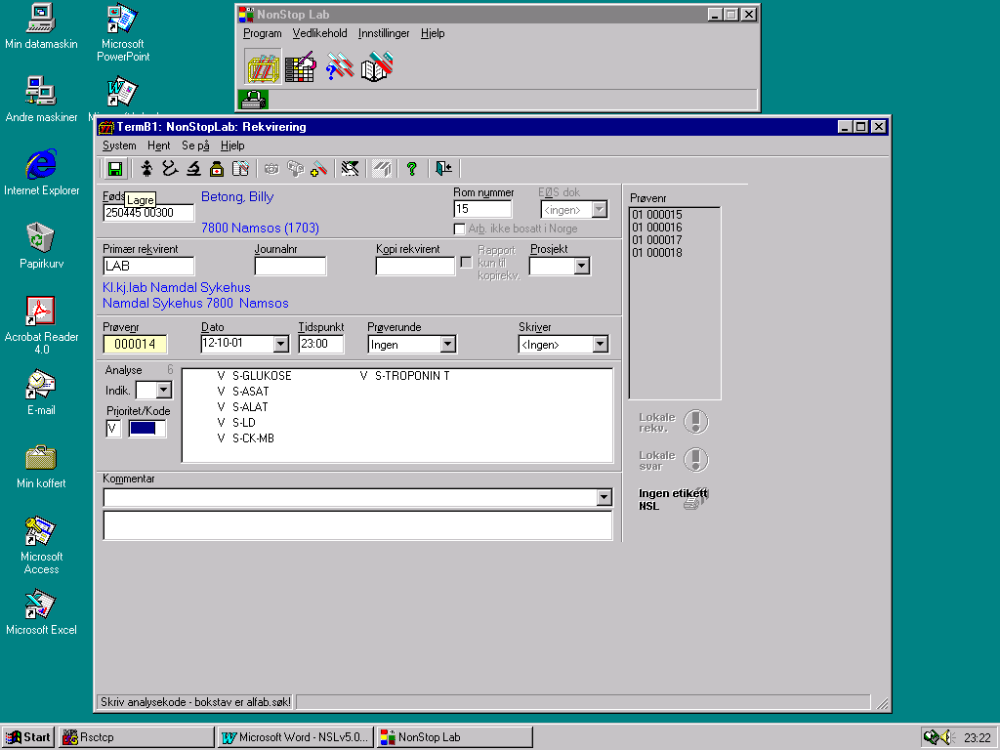 Min datamaskin
Microsoft
PowerPoint
Andre maskiner
Internet Explorer
Papirkurv
Acrobat Reader
4.0
E-mail
Min koffert
Microsoft
Access
Microsoft Excel
NonStop Lab
Program Vedlikehold Innstillinger Hjelp
TermB1: NonStopLab: Rekvirering
System Hent Se på Hjelp
Føds
Lagre
Betong, Billy
Rom nummer
EØS dok
250445 00300
15
<ingen>
7800 Namsos (1703)
Arb. ikke bosatt i Norge
Primær rekvirent
Journalnr
Kopi rekvirent
Rapport
kun til
kopirekv.
Prosjekt
LAB
Kl.kj.lab Namdal Sykehus
Namdal Sykehus 7800 Namsos
Prøvenr
Dato
Tidspunkt
Prøverunde
Skriver
000014
12-10-01
23:00
Ingen
<Ingen>
Analyse 6
Indik.
Prioritet/Kode
V
V S-GLUKOSE
V S-TROPONIN T
V S-ASAT
V S-ALAT
V S-LD
V S-CK-MB
Kommentar
Prøvenr
01 000015
01 000016
01 000017
01 000018
Lokale
rekv.
Lokale
svar
Ingen etikett
NSL
Skriv analysekode - bokstav er alfab.søk!
Start
Rsctcp
Microsoft Word - NSLv5.0...
NonStop Lab
23:22